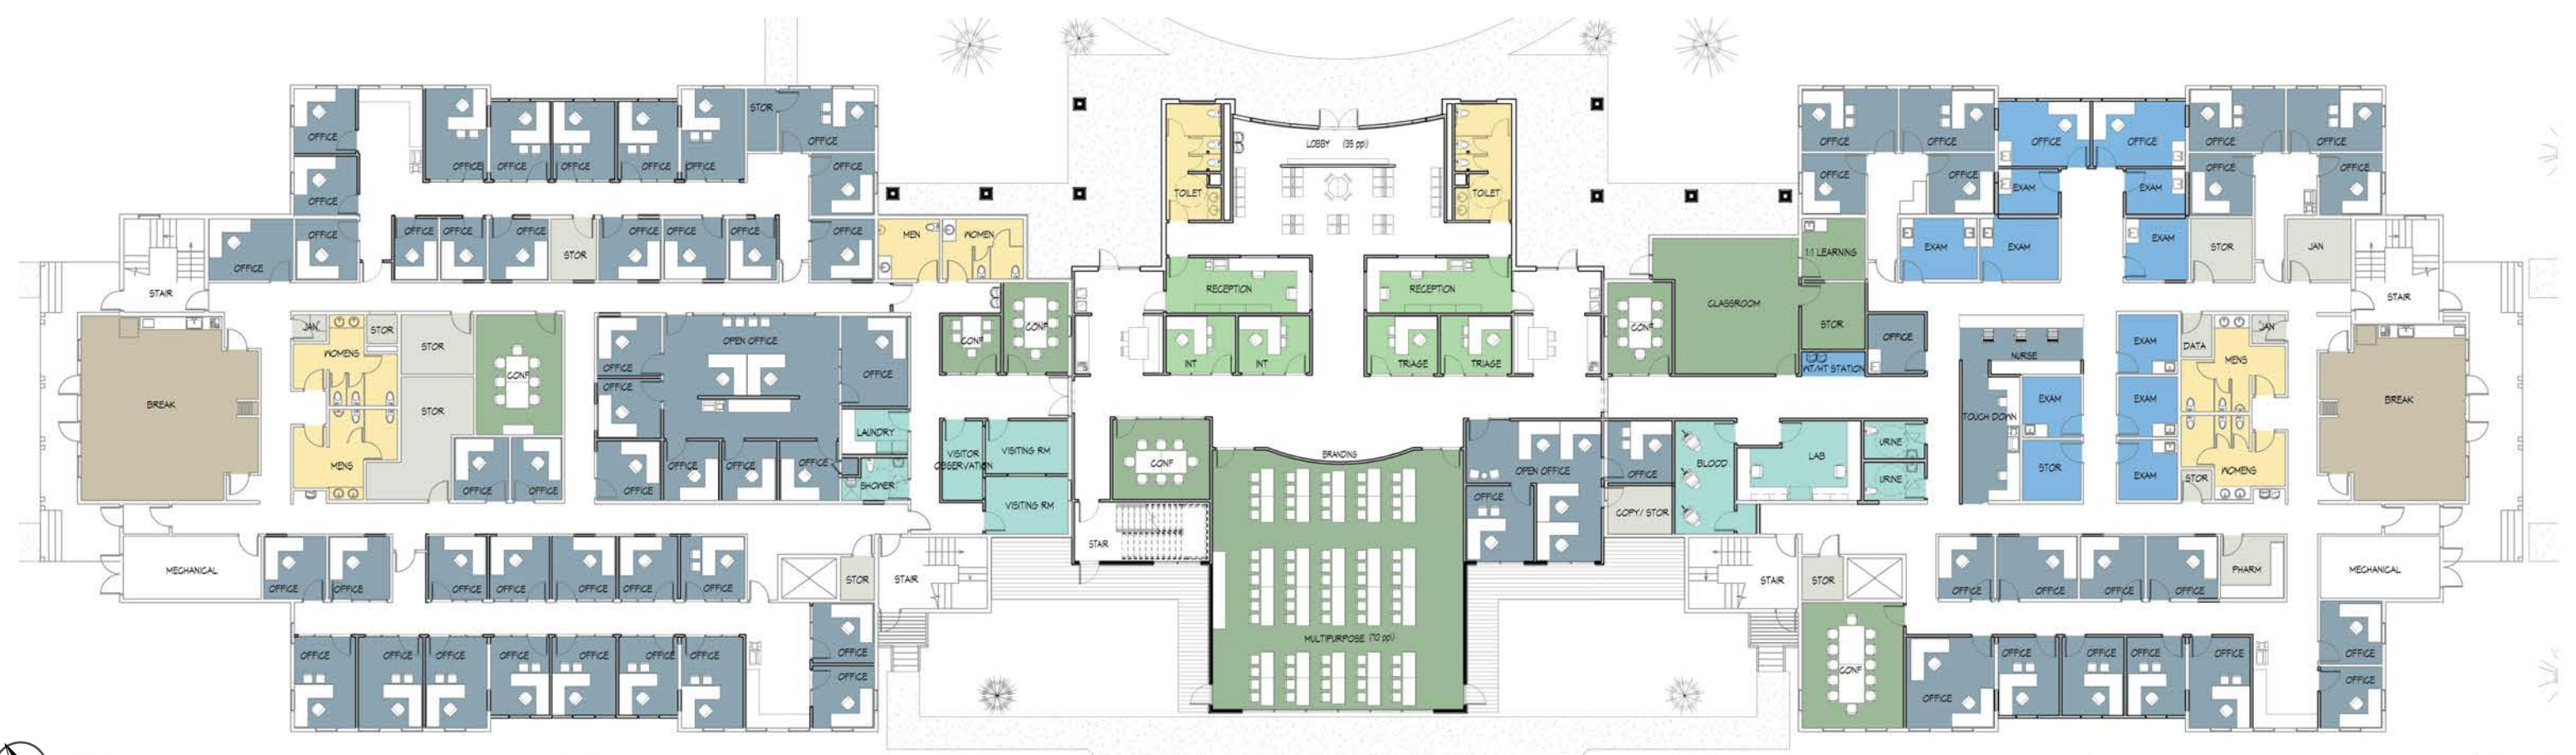 OFFICE
OFFICE
OFFICE
OFFICE
OFFICE
OFFICE
OFFICE
STOR
OFFICE
OFFICE
OFFICE
OFFICE
OFFICE
OFFICE
OFFICE
STOR
OFFICE
OFFICE
OFFICE
OFFICE
MEN
WOMEN
OFFICE
STAIR
BREAK
JAN
WOMENS
STOR
STOR
CONF
STOR
MENS
OFFICE
OFFICE
OFFICE
OPEN OFFICE
OFFICE
OFFICE
OFFICE
OFFICE
OFFICE
OFFICE
LAUNDRY
SHOWER
CONF
CONF
VISITOR
OBSERVATION
VISITING RM
VISITING RM
MECHANICAL
OFFICE
OFFICE
OFFICE
OFFICE
OFFICE
OFFICE
OFFICE
STOR
STAIR
OFFICE
OFFICE
OFFICE
OFFICE
OFFICE
OFFICE
OFFICE
OFFICE
OFFICE
TOILET
LOBBY (35 ppl)
TOILET
RECEPTION
RECEPTION
INT
INT
TRIAGE
TRIAGE
CONF
BRANDING
STAIR
MULTIPURPOSE (70 ppl)
OPEN OFFICE
OFFICE
OFFICE
COPY/ STOR
CONF
CLASSROOM
1:1 LEARNING
STOR
WT/HT STATION
OFFICE
BLOOD
LAB
URINE
URINE
OFFICE
OFFICE
OFFICE
OFFICE
OFFICE
OFFICE
OFFICE
OFFICE
EXAM
EXAM
OFFICE
OFFICE
EXAM
EXAM
EXAM
STOR
JAN
STAIR
NURSE
TOUCH DOWN
EXAM
STOR
EXAM
EXAM
EXAM
DATA
JAN
MENS
WOMENS
STOR
BREAK
STAIR
STOR
OFFICE
OFFICE
OFFICE
OFFICE
PHARM
MECHANICAL
CONF
OFFICE
OFFICE
OFFICE
OFFICE
OFFICE
OFFICE
OFFICE